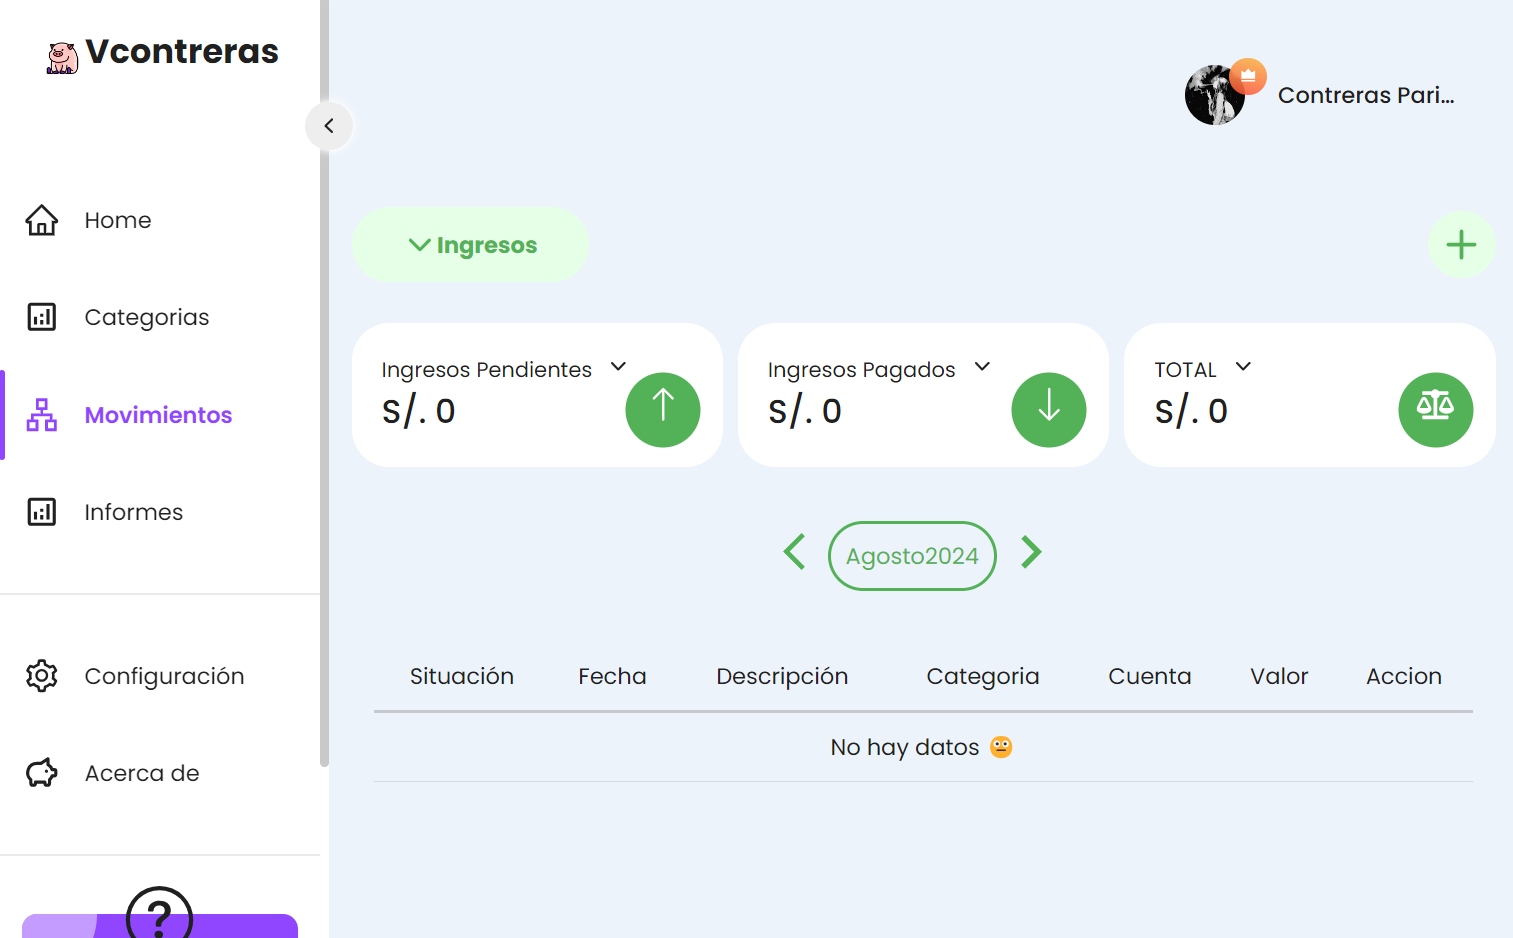 Vcontreras
Contreras Pari...
Home
Categorias
Movimientos
Informes
Configuración
Acerca de
?
Ingresos
Ingresos Pendientes
S/. 0
Ingresos Pagados
S/. 0
TOTAL
S/. 0
Agosto2024
Situación Fecha Descripción Categoria Cuenta Valor Accion
No hay datos 😐